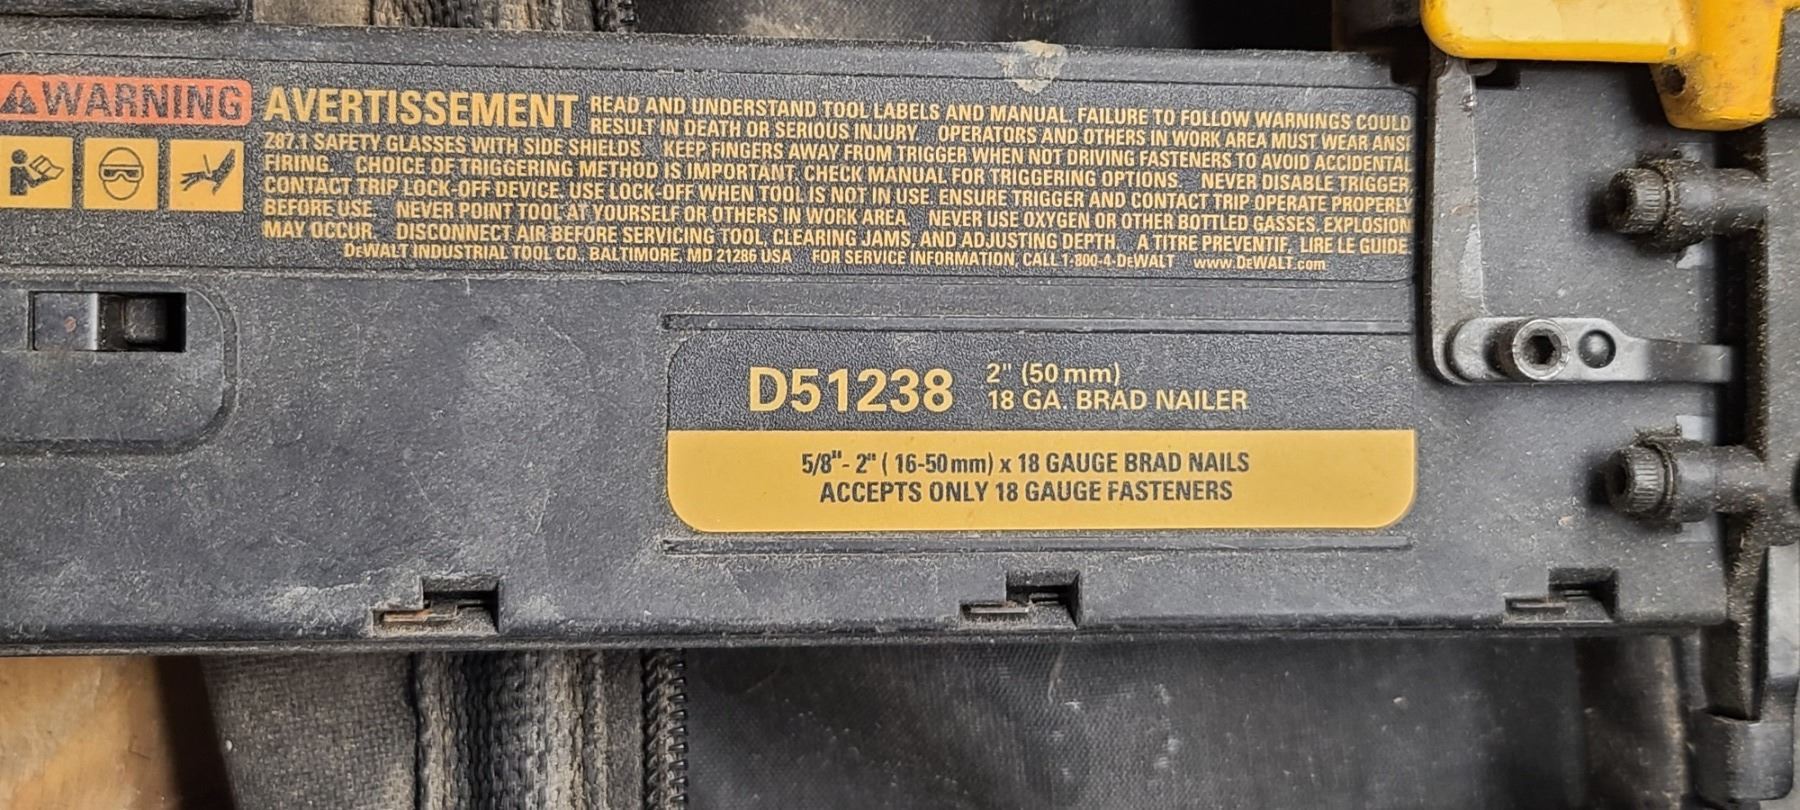 WARNING
AVERTISSEMENT READ AND UNDERSTAND TOOL LABELS AND MANUAL. FAILURE TO FOLLOW WARNINGS COULD
RESULT IN DEATH OR SERIOUS INJURY OPERATORS AND OTHERS IN WORK AREA MUST WEAR ANSI
Z87.1 SAFETY GLASSES WITH SIDE SHIELDS. KEEP FINGERS AWAY FROM TRIGGER WHEN NOT DRIVING FASTENERS TO AVOID ACCIDENTAL
FIRING. CHOICE OF TRIGGERING METHOD IS IMPORTANT. CHECK MANUAL FOR TRIGGERING OPTIONS. NEVER DISABLE TRIGGER,
CONTACT TRIP LOCK-OFF DEVICE. USE LOCK-OFF WHEN TOOL IS NOT IN USE. ENSURE TRIGGER AND CONTACT TRIP OPERATE PROPERLY
BEFORE USE. NEVER POINT TOOL AT YOURSELF OR OTHERS IN WORK AREA. NEVER USE OXYGEN OR OTHER BOTTLED GASSES, EXPLOSION
MAY OCCUR. DISCONNECT AIR BEFORE SERVICING TOOL, CLEARING JAMS, AND ADJUSTING DEPTH. A TITRE PREVENTIF, LIRE LE GUIDE.
DEWALT INDUSTRIAL TOOL CO. BALTIMORE, MD 21286 USA FOR SERVICE INFORMATION, CALL 1-800-4-DEWALT www.DEWALT.com
D51238 2" (50 mm)
18 GA. BRAD NAILER
5/8" - 2" ( 16-50 mm) x 18 GAUGE BRAD NAILS
ACCEPTS ONLY 18 GAUGE FASTENERS